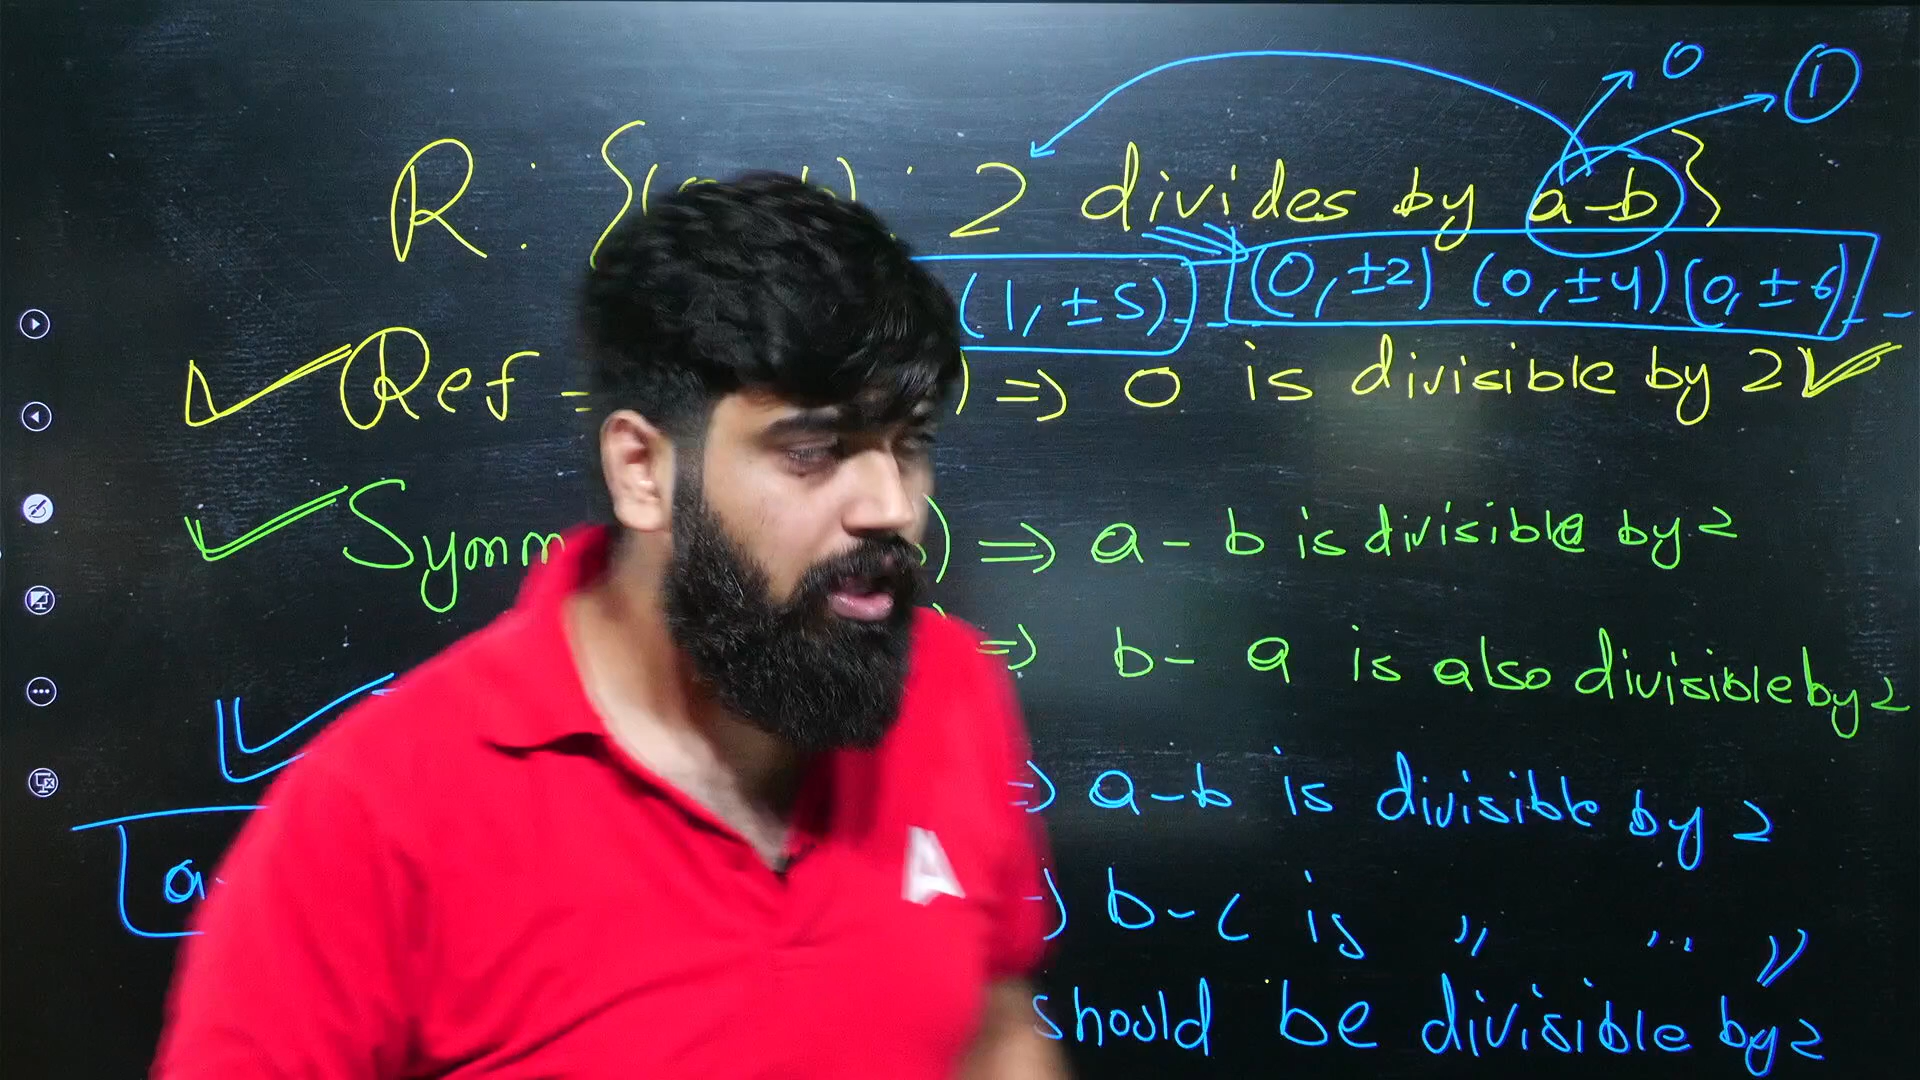 R : { : 2 divides by a-b }
0
1
(1, ±5) (0, ±2) (0, ±4) (0, ±6)
Ref = ) => 0 is divisible by 2
Symm ) => a - b is divisible by 2
=> b - a is also divisible by 2
=> a-b is divisible by 2
a- b-c is " " "
should be divisible by 2
A